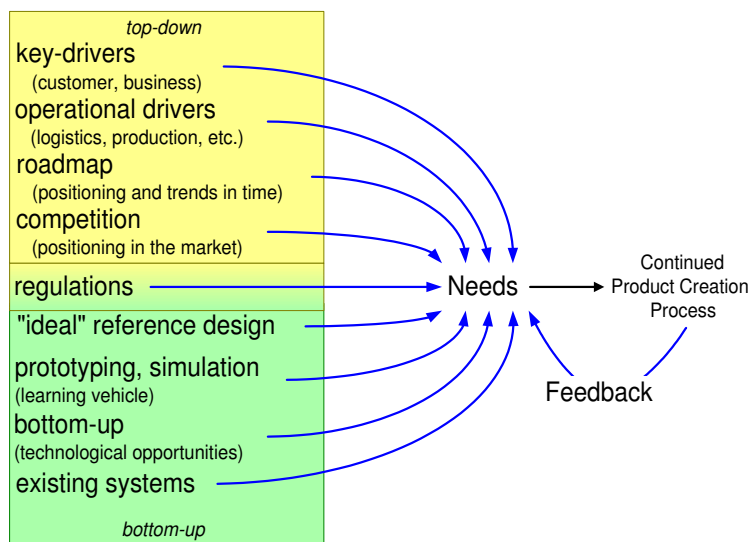 top-down
key-drivers
(customer, business)
operational drivers
(logistics, production, etc.)
roadmap
(positioning and trends in time)
competition
(positioning in the market)
regulations
"ideal" reference design
prototyping, simulation
(learning vehicle)
bottom-up
(technological opportunities)
existing systems
bottom-up
Needs
Continued
Product Creation
Process
Feedback